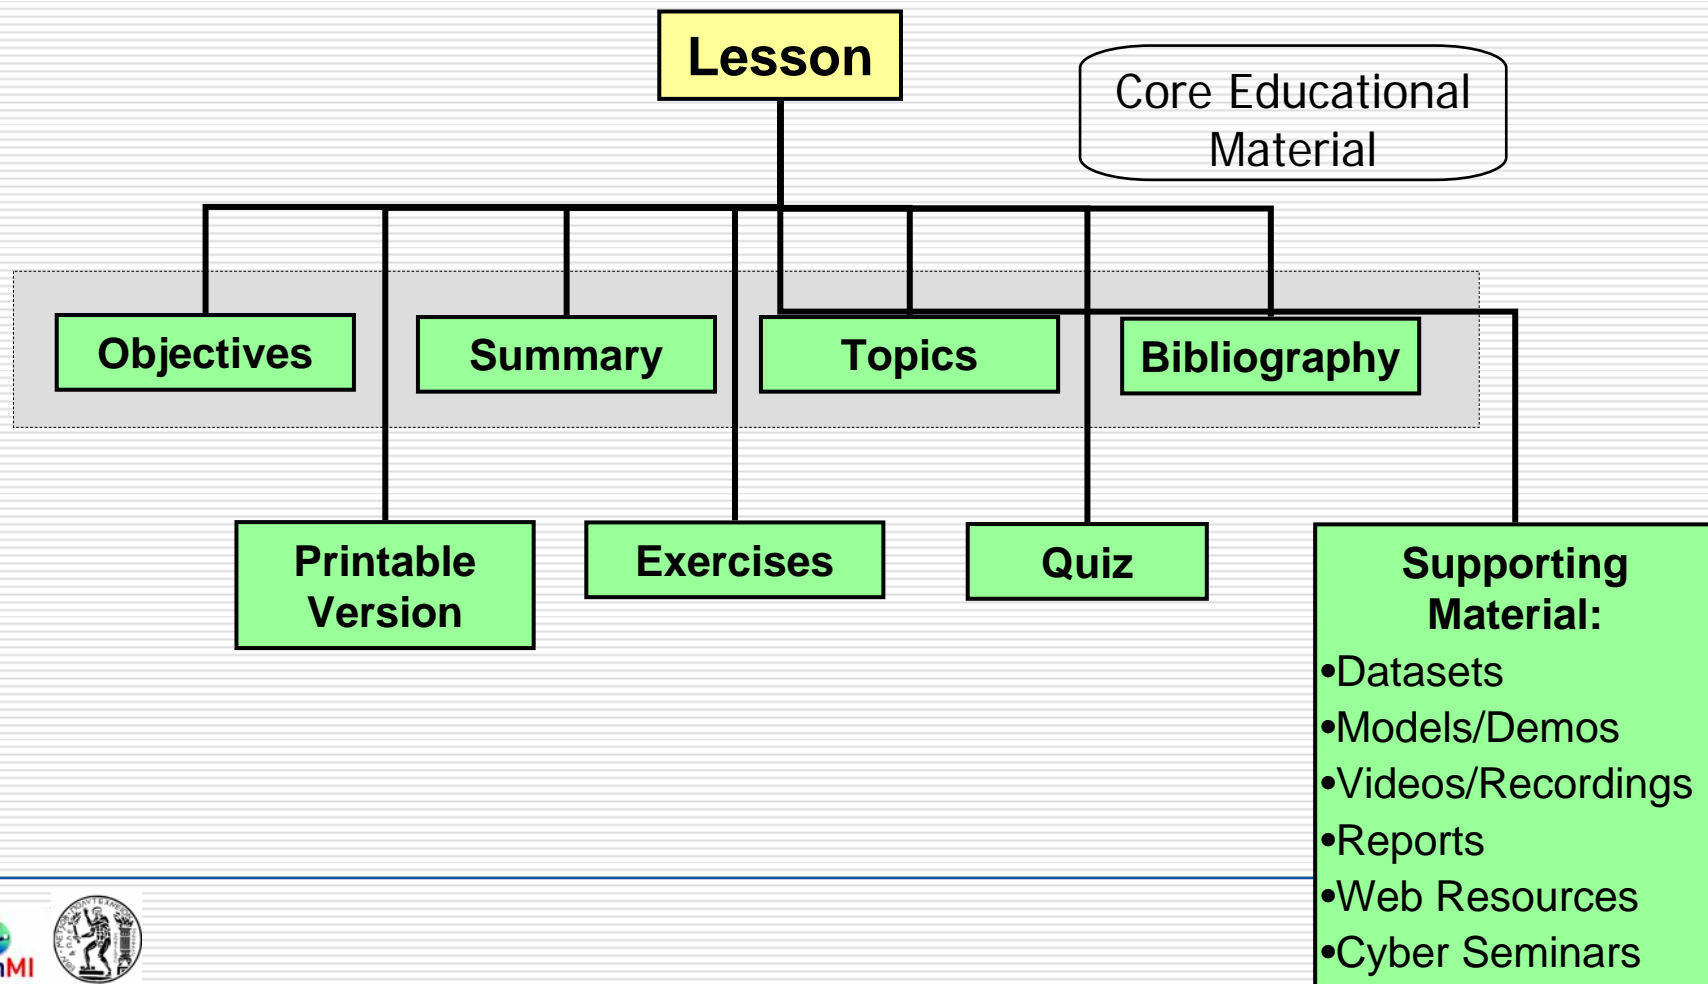 Lesson
Core Educational
Material
Objectives
Summary
Topics
Bibliography
Printable
Version
Exercises
Quiz
Supporting
Material:
•Datasets
•Models/Demos
•Videos/Recordings
•Reports
•Web Resources
•Cyber Seminars